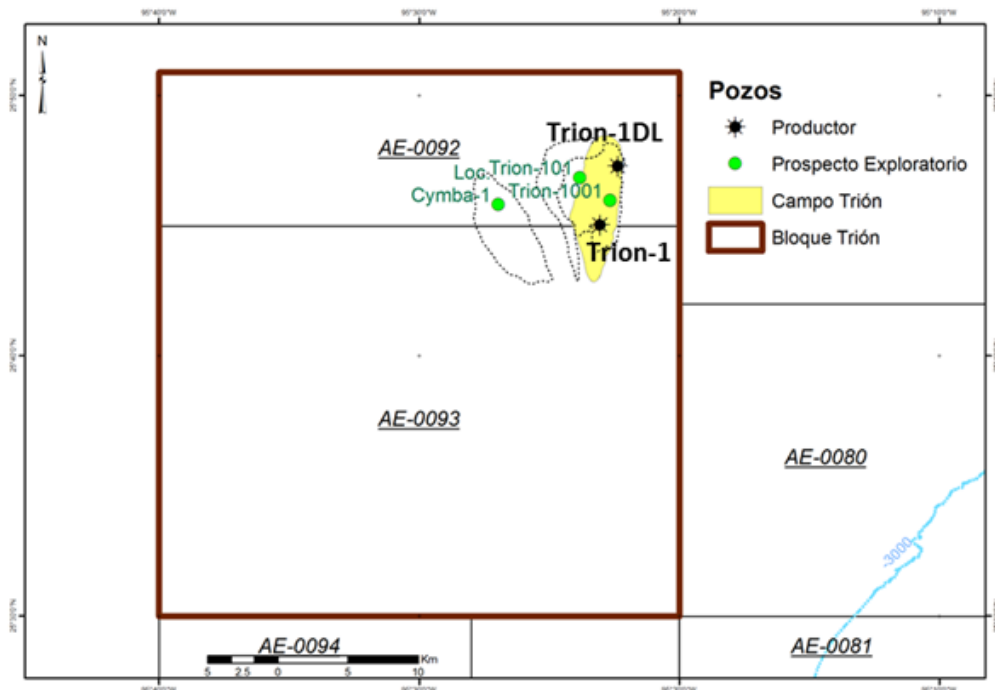 N
AE-0092
Trion-1DL
Loc. Trion-101
Cymba-1
Trion-1001
Trion-1
Pozos
Productor
Prospecto Exploratorio
Campo Trión
Bloque Trión
AE-0093
AE-0080
-3000
AE-0094
AE-0081
5 2.5 0 5 10 Km